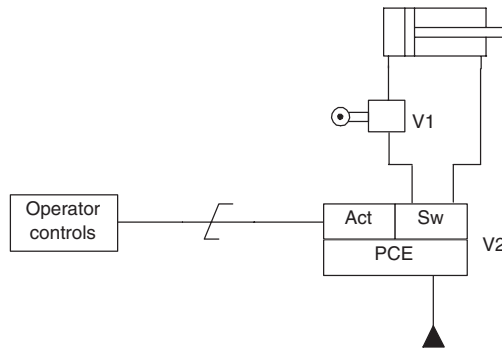 V1
Operator
controls
Act
Sw
PCE
V2